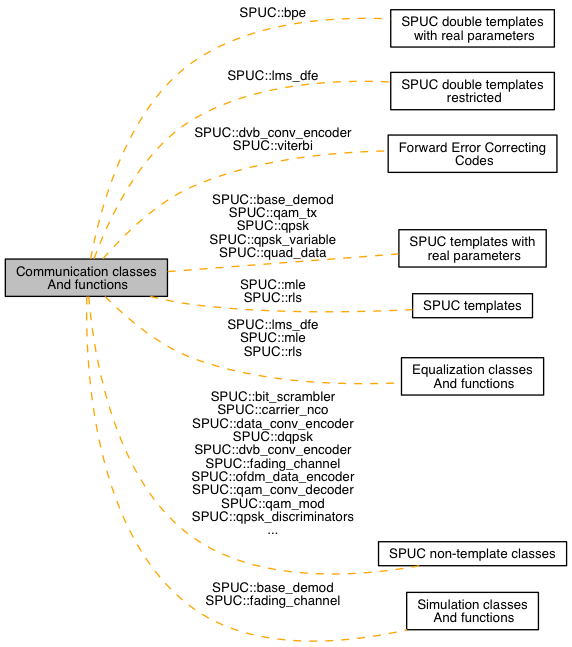 SPUC::bpe
SPUC double templates
with real parameters
SPUC::lms_dfe
SPUC double templates
restricted
SPUC::dvb_conv_encoder
SPUC::viterbi
Forward Error Correcting
Codes
SPUC::base_demod
SPUC::qam_tx
SPUC::qpsk
SPUC::qpsk_variable
SPUC::quad_data
SPUC templates with
real parameters
Communication classes
And functions
SPUC::mle
SPUC::rls
SPUC templates
SPUC::lms_dfe
SPUC::mle
SPUC::rls
Equalization classes
And functions
SPUC::bit_scrambler
SPUC::carrier_nco
SPUC::data_conv_encoder
SPUC::dqpsk
SPUC::dvb_conv_encoder
SPUC::fading_channel
SPUC::ofdm_data_encoder
SPUC::qam_conv_decoder
SPUC::qam_mod
SPUC::qpsk_discriminators
...
SPUC non-template classes
SPUC::base_demod
SPUC::fading_channel
Simulation classes
And functions